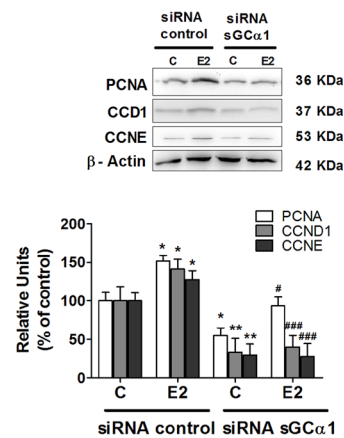 siRNA siRNA
control sGCα1
C E2 C E2
PCNA 36 KDa
CCD1 37 KDa
CCNE 53 KDa
β- Actin 42 KDa
Relative Units
(% of control)
200
150
100
50
0
PCNA
CCND1
CCNE
* * *
* ** **
# ### ###
C E2 C E2
siRNA control siRNA sGCα1